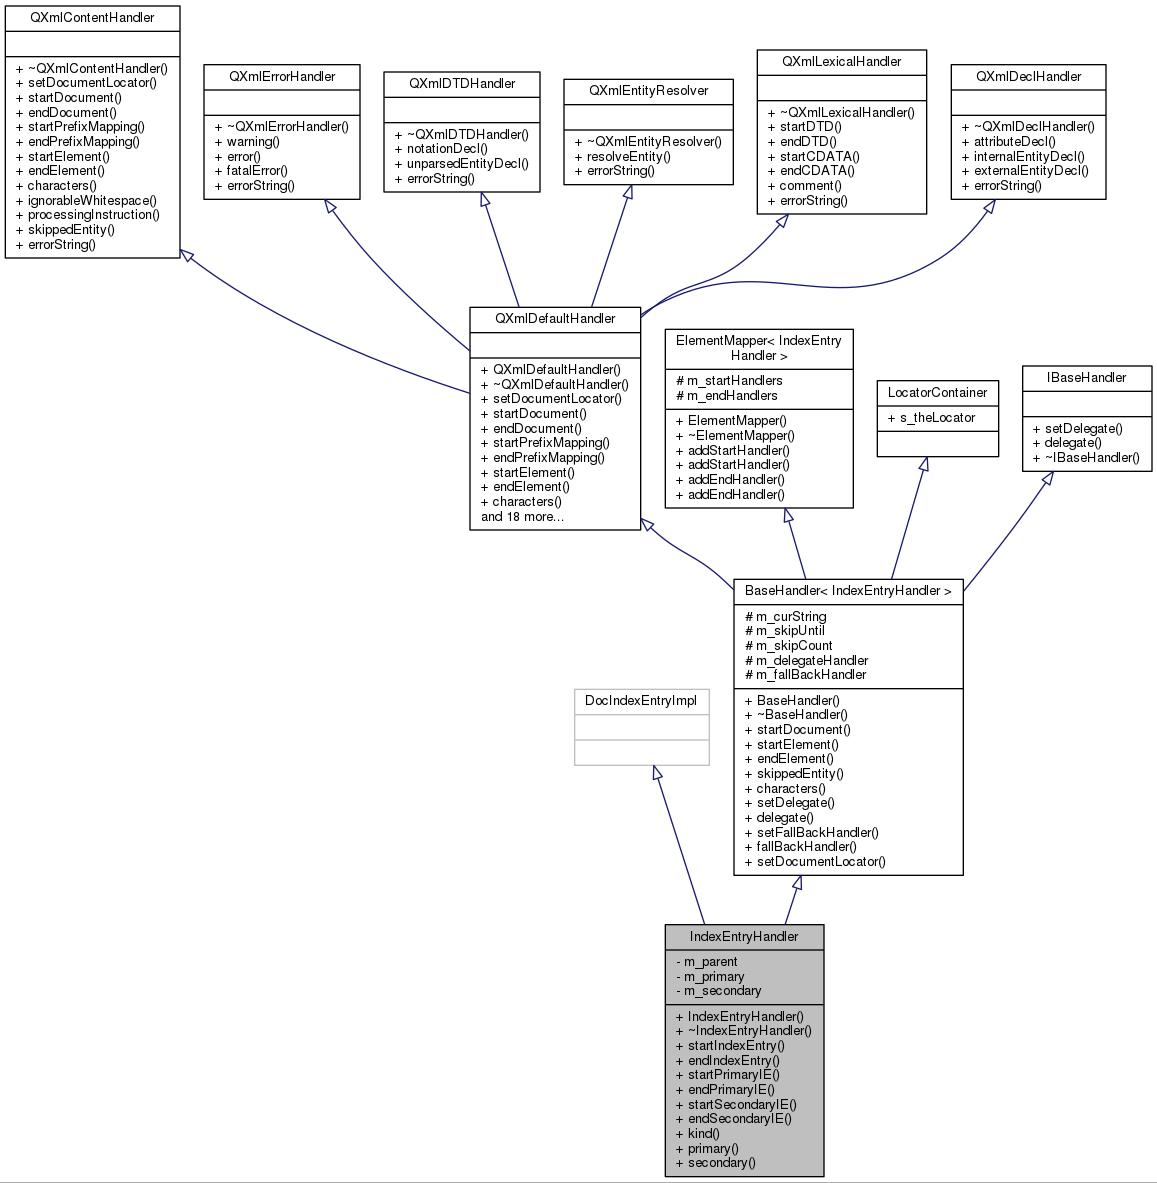 QXmlContentHandler
+ ~QXmlContentHandler()
+ setDocumentLocator()
+ startDocument()
+ endDocument()
+ startPrefixMapping()
+ endPrefixMapping()
+ startElement()
+ endElement()
+ characters()
+ ignorableWhitespace()
+ processingInstruction()
+ skippedEntity()
+ errorString()
QXmlErrorHandler
+ ~QXmlErrorHandler()
+ warning()
+ error()
+ fatalError()
+ errorString()
QXmlDTDHandler
+ ~QXmlDTDHandler()
+ notationDecl()
+ unparsedEntityDecl()
+ errorString()
QXmlEntityResolver
+ ~QXmlEntityResolver()
+ resolveEntity()
+ errorString()
QXmlLexicalHandler
+ ~QXmlLexicalHandler()
+ startDTD()
+ endDTD()
+ startCDATA()
+ endCDATA()
+ comment()
+ errorString()
QXmlDeclHandler
+ ~QXmlDeclHandler()
+ attributeDecl()
+ internalEntityDecl()
+ externalEntityDecl()
+ errorString()
QXmlDefaultHandler
+ QXmlDefaultHandler()
+ ~QXmlDefaultHandler()
+ setDocumentLocator()
+ startDocument()
+ endDocument()
+ startPrefixMapping()
+ endPrefixMapping()
+ startElement()
+ endElement()
+ characters()
and 18 more...
ElementMapper< IndexEntry
Handler >
# m_startHandlers
# m_endHandlers
+ ElementMapper()
+ ~ElementMapper()
+ addStartHandler()
+ addStartHandler()
+ addEndHandler()
+ addEndHandler()
LocatorContainer
+ s_theLocator
IBaseHandler
+ setDelegate()
+ delegate()
+ ~IBaseHandler()
BaseHandler< IndexEntryHandler >
# m_curString
# m_skipUntil
# m_skipCount
# m_delegateHandler
# m_fallBackHandler
+ BaseHandler()
+ ~BaseHandler()
+ startDocument()
+ startElement()
+ endElement()
+ skippedEntity()
+ characters()
+ setDelegate()
+ delegate()
+ setFallBackHandler()
+ fallBackHandler()
+ setDocumentLocator()
DocIndexEntryImpl
IndexEntryHandler
- m_parent
- m_primary
- m_secondary
+ IndexEntryHandler()
+ ~IndexEntryHandler()
+ startIndexEntry()
+ endIndexEntry()
+ startPrimaryIE()
+ endPrimaryIE()
+ startSecondaryIE()
+ endSecondaryIE()
+ kind()
+ primary()
+ secondary()